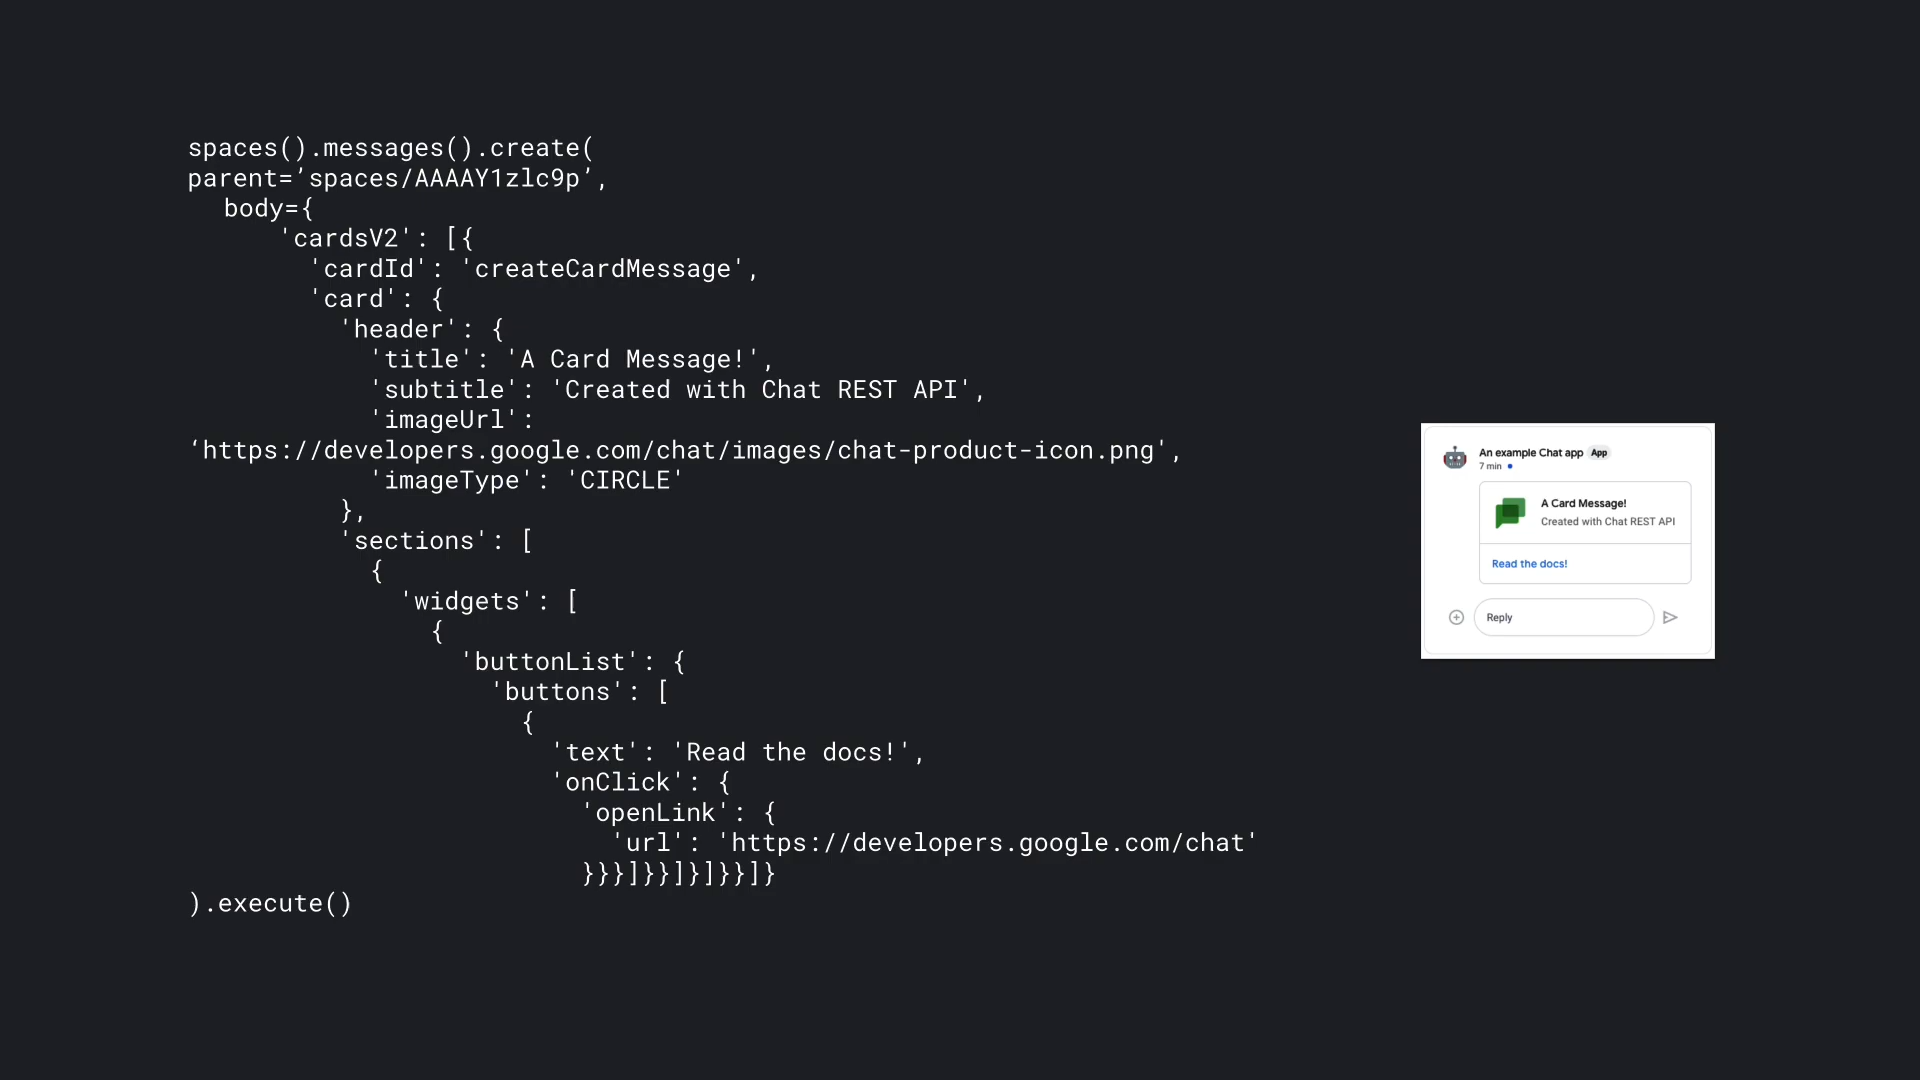 spaces().messages().create(
parent=’spaces/AAAAY1zlc9p’,
body={
'cardsV2': [{
'cardId': 'createCardMessage',
'card': {
'header': {
'title': 'A Card Message!',
'subtitle': 'Created with Chat REST API',
'imageUrl':
‘https://developers.google.com/chat/images/chat-product-icon.png',
'imageType': 'CIRCLE'
},
'sections': [
{
'widgets': [
{
'buttonList': {
'buttons': [
{
'text': 'Read the docs!',
'onClick': {
'openLink': {
'url': 'https://developers.google.com/chat'
}}}]}}]}]}}]}
).execute()
An example Chat app App
7 min
A Card Message!
Created with Chat REST API
Read the docs!
Reply